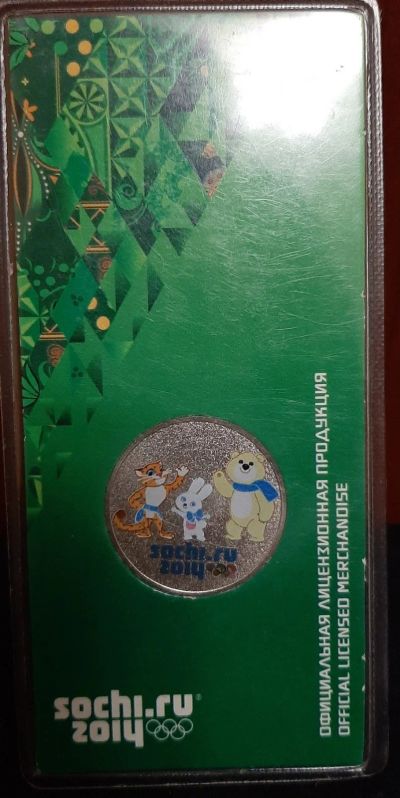 sochi.ru
2014
sochi.ru
2014
ОФИЦИАЛЬНАЯ ЛИЦЕНЗИОННАЯ ПРОДУКЦИЯ
OFFICIAL LICENSED MERCHANDISE